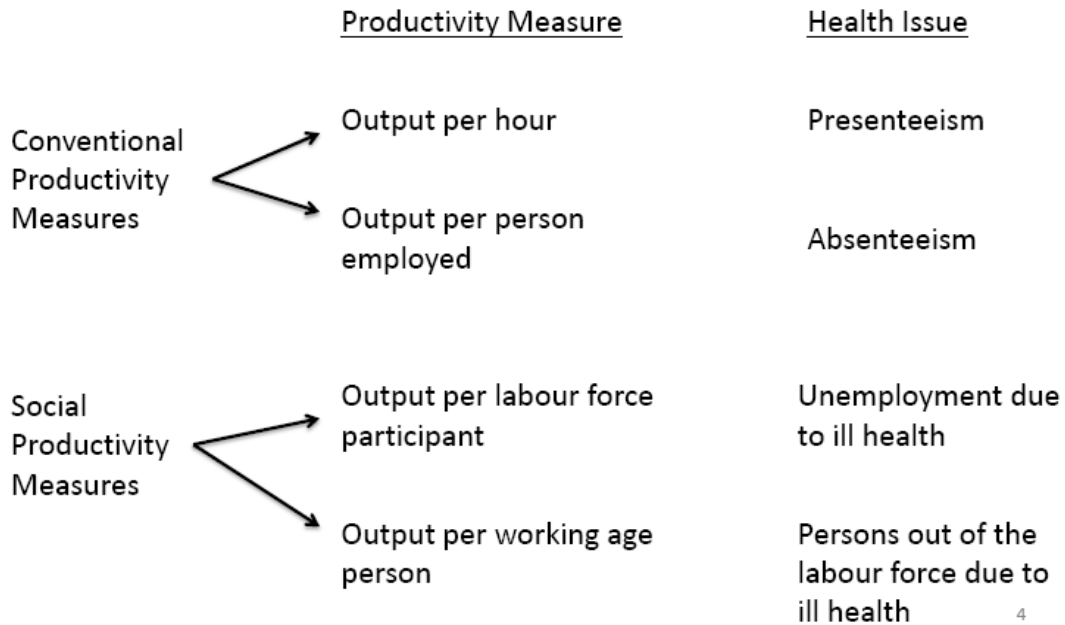 Productivity Measure
Health Issue
Conventional
Productivity
Measures
Output per hour
Presenteeism
Output per person
employed
Absenteeism
Social
Productivity
Measures
Output per labour force
participant
Unemployment due
to ill health
Output per working age
person
Persons out of the
labour force due to
ill health
4